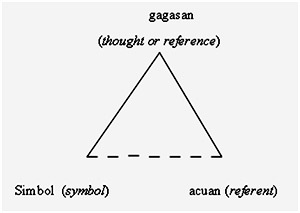 gagasan
(thought or reference)
Simbol (symbol) acuan (referent)